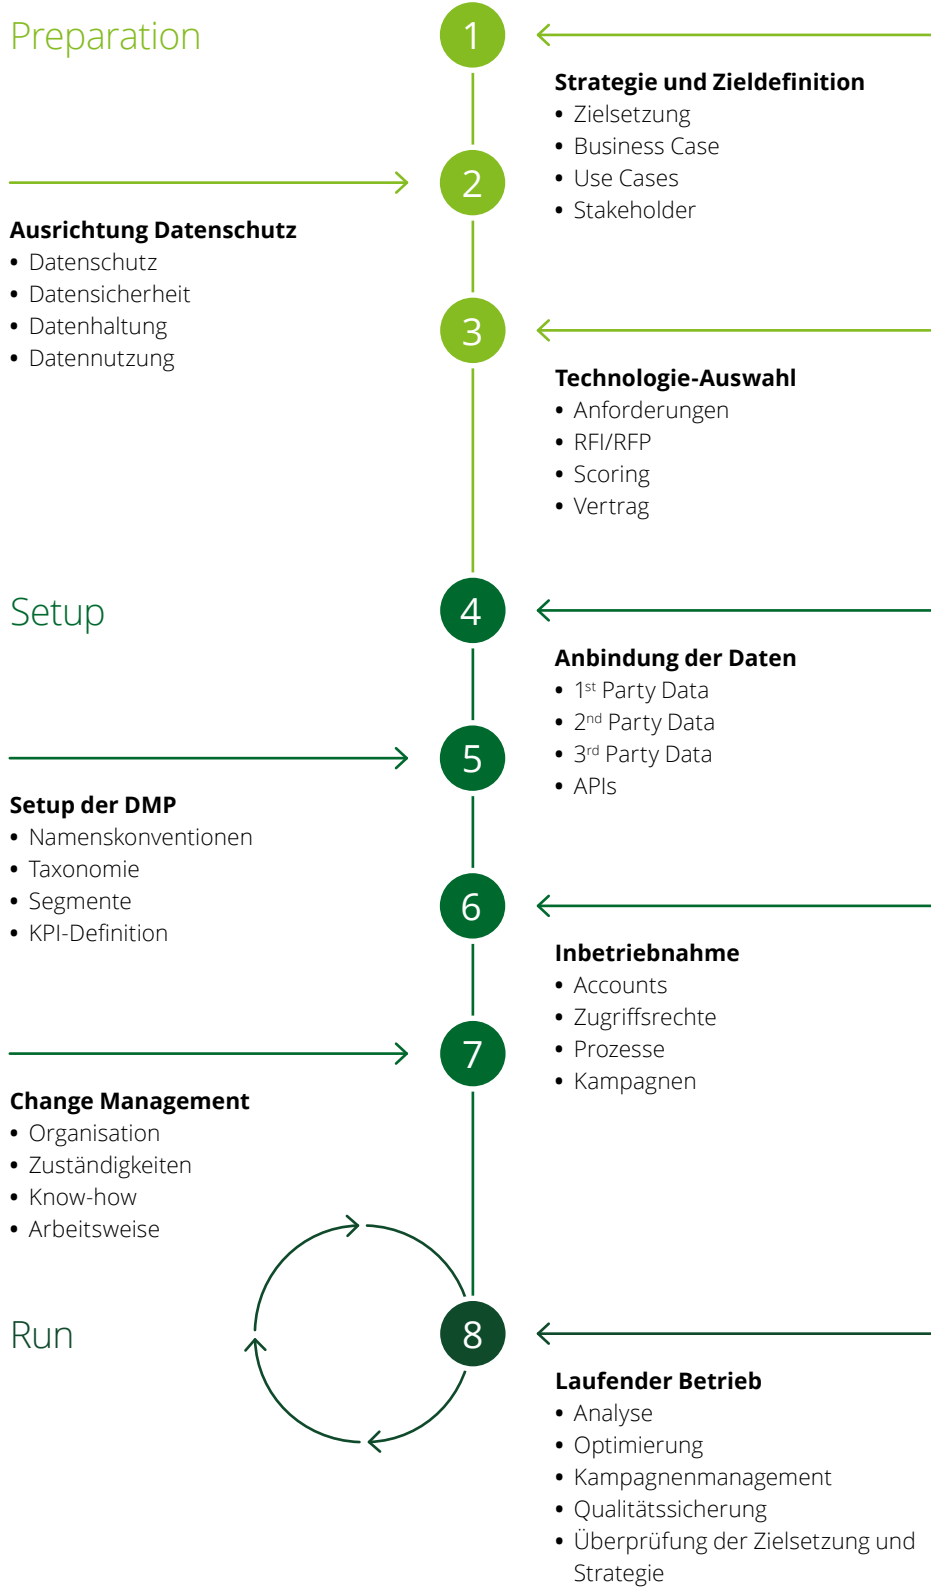 Preparation
1
Strategie und Zieldefinition
• Zielsetzung
• Business Case
• Use Cases
• Stakeholder
2
Ausrichtung Datenschutz
• Datenschutz
• Datensicherheit
• Datenhaltung
• Datennutzung
3
Technologie-Auswahl
• Anforderungen
• RFI/RFP
• Scoring
• Vertrag
Setup
4
Anbindung der Daten
• 1st Party Data
• 2nd Party Data
• 3rd Party Data
• APIs
5
Setup der DMP
• Namenskonventionen
• Taxonomie
• Segmente
• KPI-Definition
6
Inbetriebnahme
• Accounts
• Zugriffsrechte
• Prozesse
• Kampagnen
7
Change Management
• Organisation
• Zuständigkeiten
• Know-how
• Arbeitsweise
Run
8
Laufender Betrieb
• Analyse
• Optimierung
• Kampagnenmanagement
• Qualitätssicherung
• Überprüfung der Zielsetzung und
Strategie